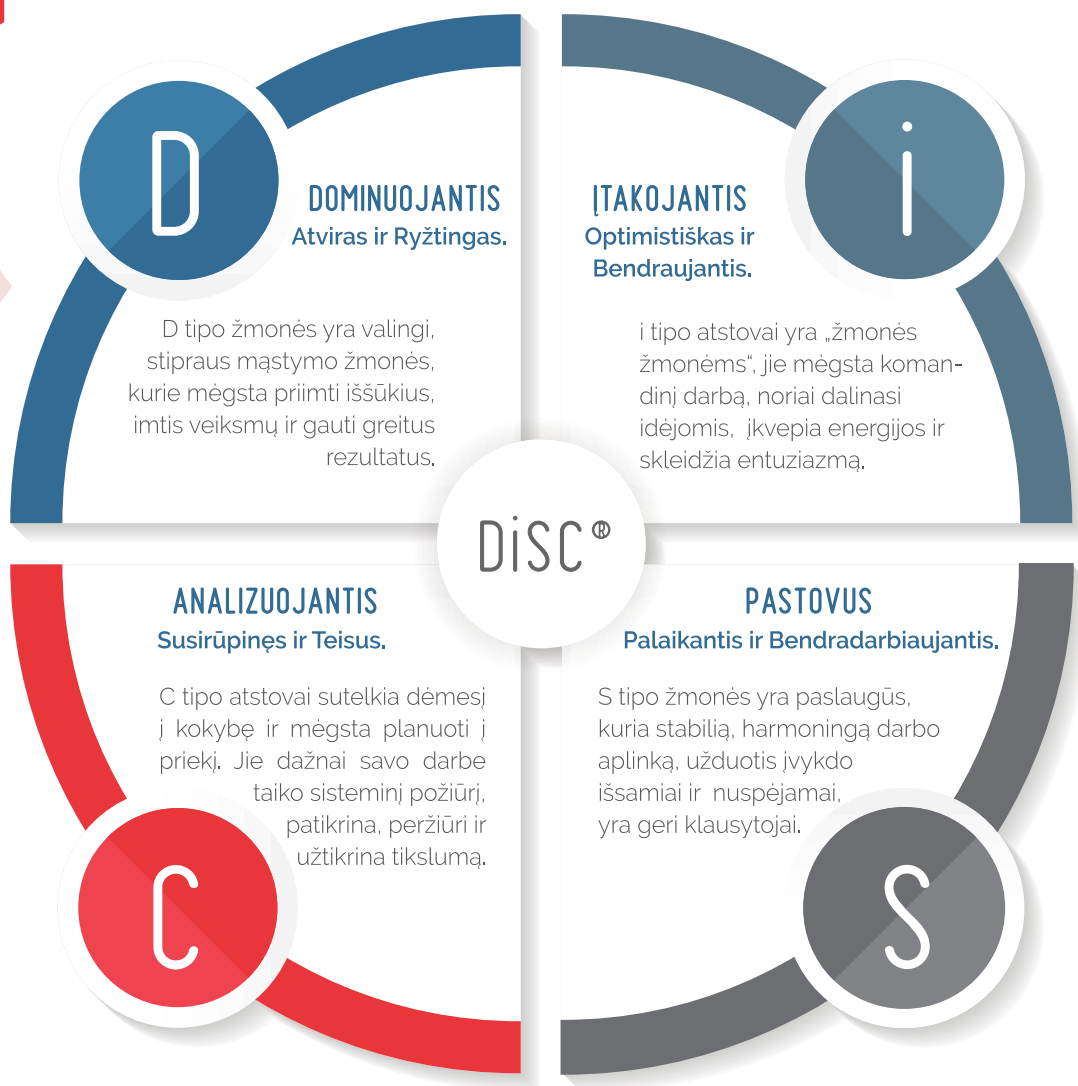 D
DOMINUOJANTIS
Atviras ir Ryžtingas.
D tipo žmonės yra valingi,
stipraus mąstymo žmonės,
kurie mėgsta priimti iššūkius,
imtis veiksmų ir gauti greitus
rezultatus.
i
ĮTAKOJANTIS
Optimistiškas ir
Bendraujantis.
i tipo atstovai yra „žmonės
žmonėms“, jie mėgsta koman-
dinį darbą, noriai dalinasi
idėjomis, įkvepia energijos ir
skleidžia entuziazmą.
DiSC®
ANALIZUOJANTIS
Susirūpinęs ir Teisus.
C tipo atstovai sutelkia dėmesį
į kokybę ir mėgsta planuoti į
priekį. Jie dažnai savo darbe
taiko sisteminį požiūrį,
patikrina, peržiūri ir
užtikrina tikslumą.
C
PASTOVUS
Palaikantis ir Bendradarbiaujantis.
S tipo žmonės yra paslaugūs,
kuria stabilią, harmoningą darbo
aplinką, užduotis įvykdo
išsamiai ir nuspėjamai,
yra geri klausytojai.
S